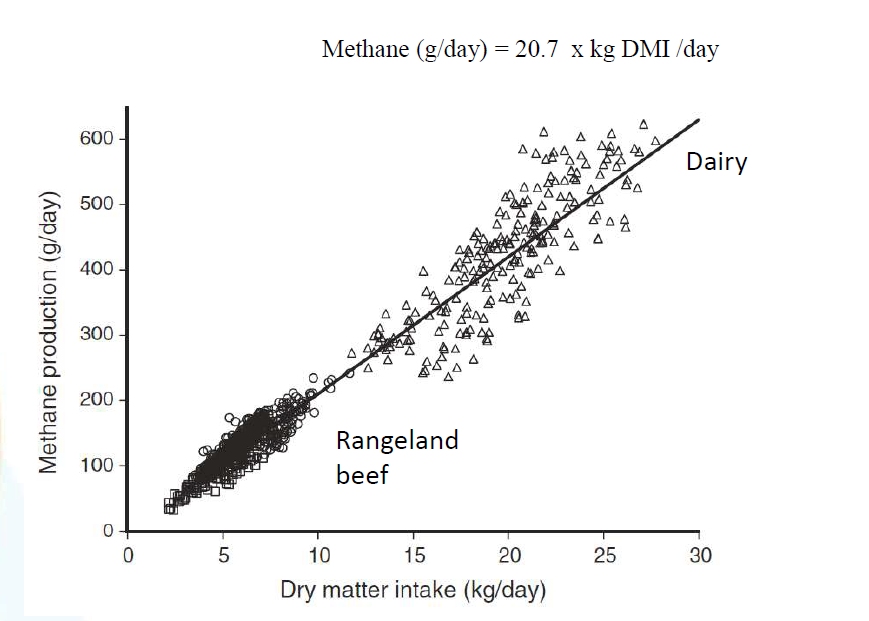 Methane (g/day) = 20.7 x kg DMI /day
600
500
400
300
200
100
0
Methane production (g/day)
Dairy
Rangeland
beef
0 5 10 15 20 25 30
Dry matter intake (kg/day)